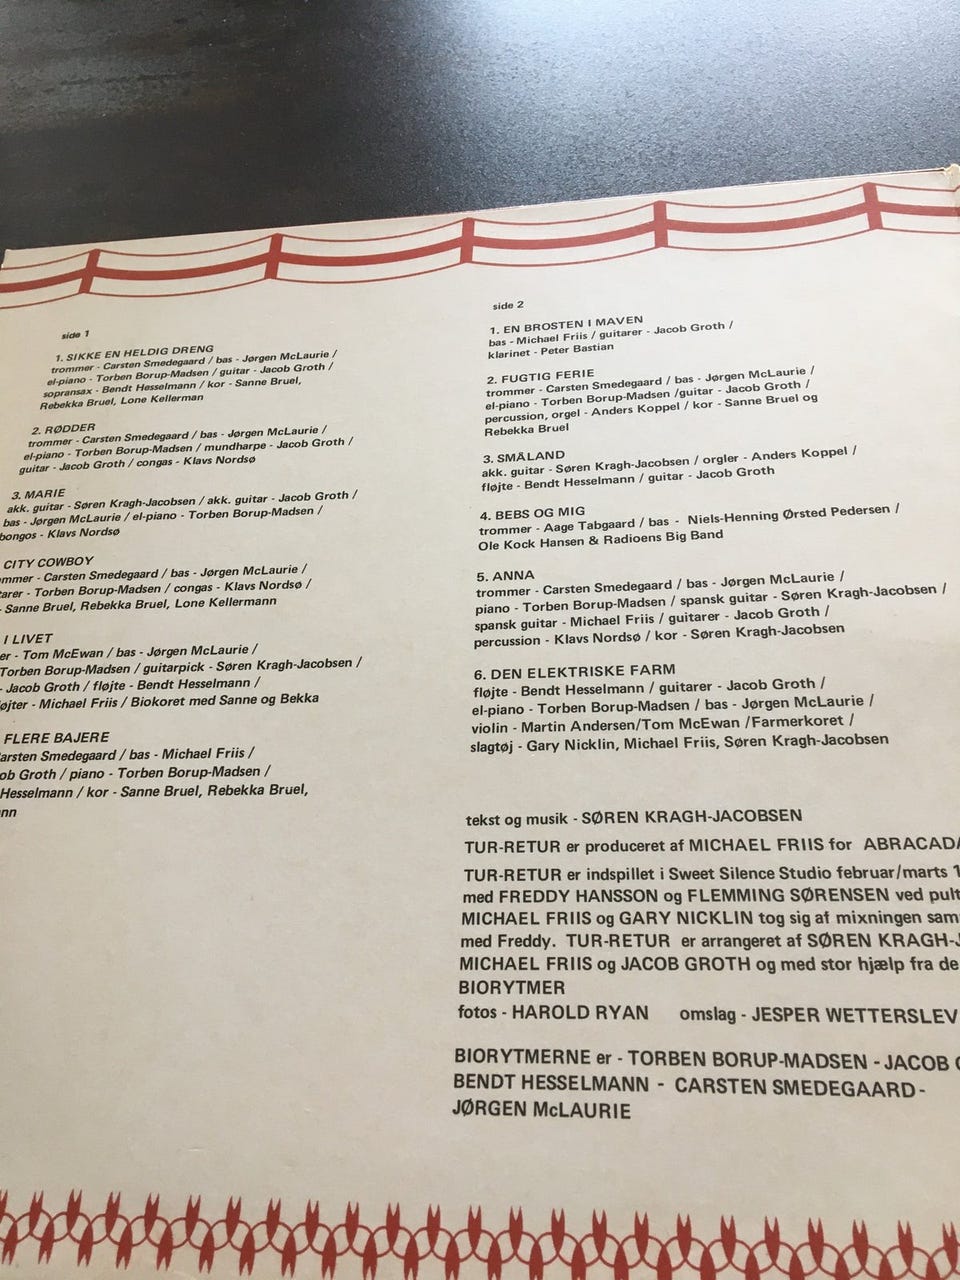 side 1
1. SIKKE EN HELDIG DRENG
trommer - Carsten Smedegaard / bas - Jørgen McLaurie /
el-piano - Torben Borup-Madsen / guitar - Jacob Groth /
sopransax - Bendt Hesselmann / kor - Sanne Bruel,
Rebekka Bruel, Lone Kellerman
2. RØDDER
trommer - Carsten Smedegaard / bas - Jørgen McLaurie /
el-piano - Torben Borup-Madsen / mundharpe - Jacob Groth /
guitar - Jacob Groth / congas - Klavs Nordsø
3. MARIE
akk. guitar - Søren Kragh-Jacobsen / akk. guitar - Jacob Groth /
bas - Jørgen McLaurie / el-piano - Torben Borup-Madsen /
bongos - Klavs Nordsø
CITY COWBOY
mmer - Carsten Smedegaard / bas - Jørgen McLaurie /
tarer - Torben Borup-Madsen / congas - Klavs Nordsø /
- Sanne Bruel, Rebekka Bruel, Lone Kellermann
I LIVET
er - Tom McEwan / bas - Jørgen McLaurie /
Torben Borup-Madsen / guitarpick - Søren Kragh-Jacobsen /
- Jacob Groth / fløjte - Bendt Hesselmann /
øjter - Michael Friis / Biokoret med Sanne og Bekka
FLERE BAJERE
arsten Smedegaard / bas - Michael Friis /
ob Groth / piano - Torben Borup-Madsen /
Hesselmann / kor - Sanne Bruel, Rebekka Bruel,
nn
side 2
1. EN BROSTEN I MAVEN
bas - Michael Friis / guitarer - Jacob Groth /
klarinet - Peter Bastian
2. FUGTIG FERIE
trommer - Carsten Smedegaard / bas - Jørgen McLaurie /
el-piano - Torben Borup-Madsen /guitar - Jacob Groth /
percussion, orgel - Anders Koppel / kor - Sanne Bruel og
Rebekka Bruel
3. SMÅLAND
akk. guitar - Søren Kragh-Jacobsen / orgler - Anders Koppel /
fløjte - Bendt Hesselmann / guitar - Jacob Groth
4. BEBS OG MIG
trommer - Aage Tabgaard / bas - Niels-Henning Ørsted Pedersen /
Ole Kock Hansen & Radioens Big Band
5. ANNA
trommer - Carsten Smedegaard / bas - Jørgen McLaurie /
piano - Torben Borup-Madsen / spansk guitar - Søren Kragh-Jacobsen /
spansk guitar - Michael Friis / guitarer - Jacob Groth /
percussion - Klavs Nordsø / kor - Søren Kragh-Jacobsen
6. DEN ELEKTRISKE FARM
fløjte - Bendt Hesselmann / guitarer - Jacob Groth /
el-piano - Torben Borup-Madsen / bas - Jørgen McLaurie /
violin - Martin Andersen/Tom McEwan /Farmerkoret /
slagtøj - Gary Nicklin, Michael Friis, Søren Kragh-Jacobsen
tekst og musik - SØREN KRAGH-JACOBSEN
TUR-RETUR er produceret af MICHAEL FRIIS for ABRACADA
TUR-RETUR er indspillet i Sweet Silence Studio februar/marts 1
med FREDDY HANSSON og FLEMMING SØRENSEN ved pult
MICHAEL FRIIS og GARY NICKLIN tog sig af mixningen sam
med Freddy. TUR-RETUR er arrangeret af SØREN KRAGH-J
MICHAEL FRIIS og JACOB GROTH og med stor hjælp fra de
BIORYTMER
fotos - HAROLD RYAN omslag - JESPER WETTERSLEV
BIORYTMERNE er - TORBEN BORUP-MADSEN - JACOB G
BENDT HESSELMANN - CARSTEN SMEDEGAARD-
JØRGEN McLAURIE